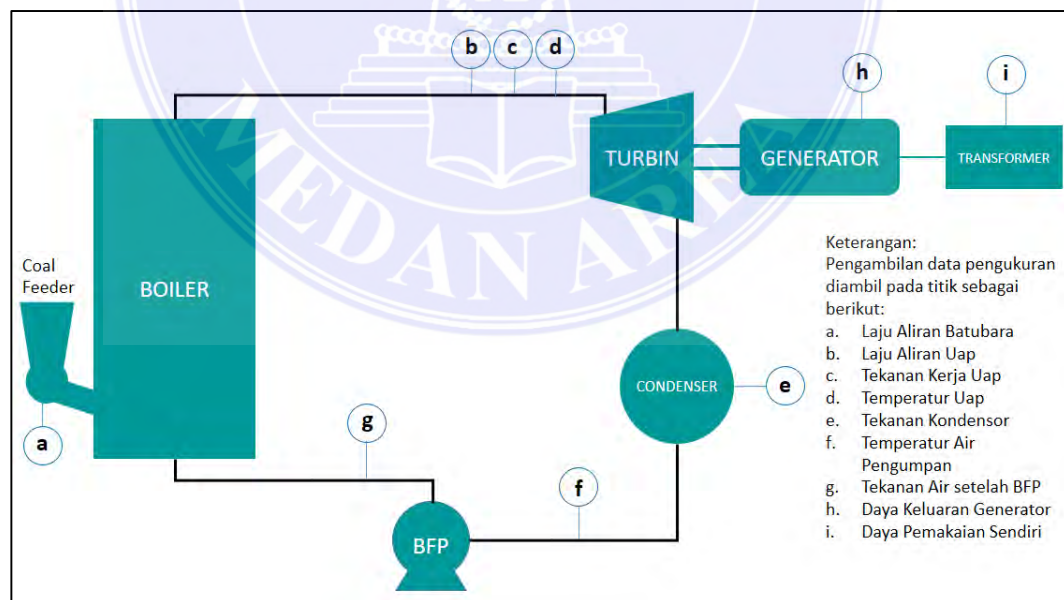 b
c
d
h
i
TURBIN
GENERATOR
TRANSFORMER
MEDAN AREA
Coal
Feeder
BOILER
a
g
BFP
f
CONDENSER
e
Keterangan:
Pengambilan data pengukuran
diambil pada titik sebagai
berikut:
a. Laju Aliran Batubara
b. Laju Aliran Uap
c. Tekanan Kerja Uap
d. Temperatur Uap
e. Tekanan Kondensor
f. Temperatur Air
Pengumpan
g. Tekanan Air setelah BFP
h. Daya Keluaran Generator
i. Daya Pemakaian Sendiri